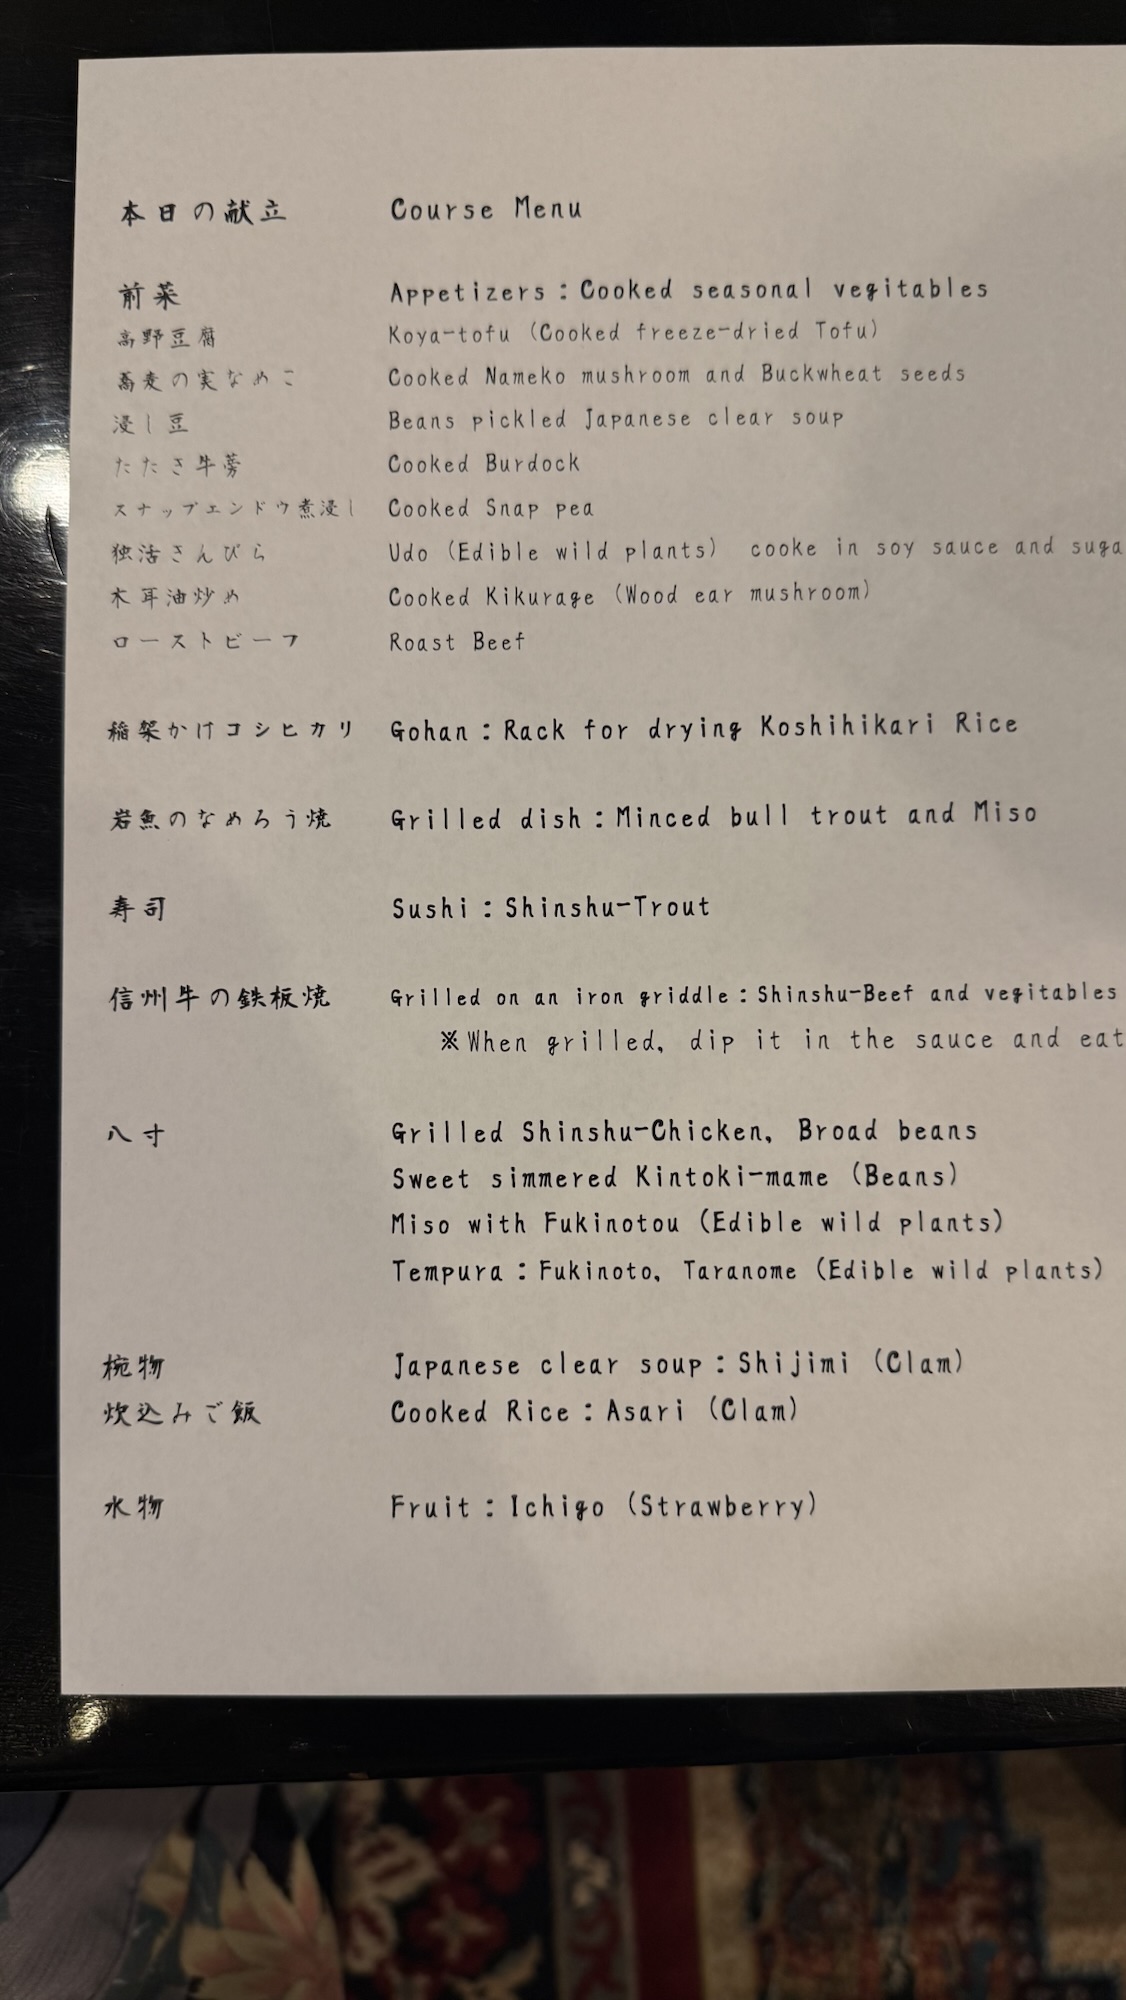 本日の献立 Course Menu
前菜 Appetizers：Cooked seasonal vegitables
高野豆腐 Koya-tofu (Cooked freeze-dried Tofu)
蕎麦の実なめこ Cooked Nameko mushroom and Buckwheat seeds
浸し豆 Beans pickled Japanese clear soup
たたき牛蒡 Cooked Burdock
スナップエンドウ煮浸し Cooked Snap pea
独活きんぴら Udo (Edible wild plants) cooke in soy sauce and suga
木耳油炒め Cooked Kikurage (Wood ear mushroom)
ローストビーフ Roast Beef
稲架かけコシヒカリ Gohan：Rack for drying Koshihikari Rice
岩魚のなめろう焼 Grilled dish：Minced bull trout and Miso
寿司 Sushi：Shinshu-Trout
信州牛の鉄板焼 Grilled on an iron griddle：Shinshu-Beef and vegitables
※When grilled, dip it in the sauce and eat
八寸 Grilled Shinshu-Chicken, Broad beans
Sweet simmered Kintoki-mame (Beans)
Miso with Fukinotou (Edible wild plants)
Tempura：Fukinoto, Taranome (Edible wild plants)
椀物 Japanese clear soup：Shijimi (Clam)
炊込みご飯 Cooked Rice：Asari (Clam)
水物 Fruit：Ichigo (Strawberry)